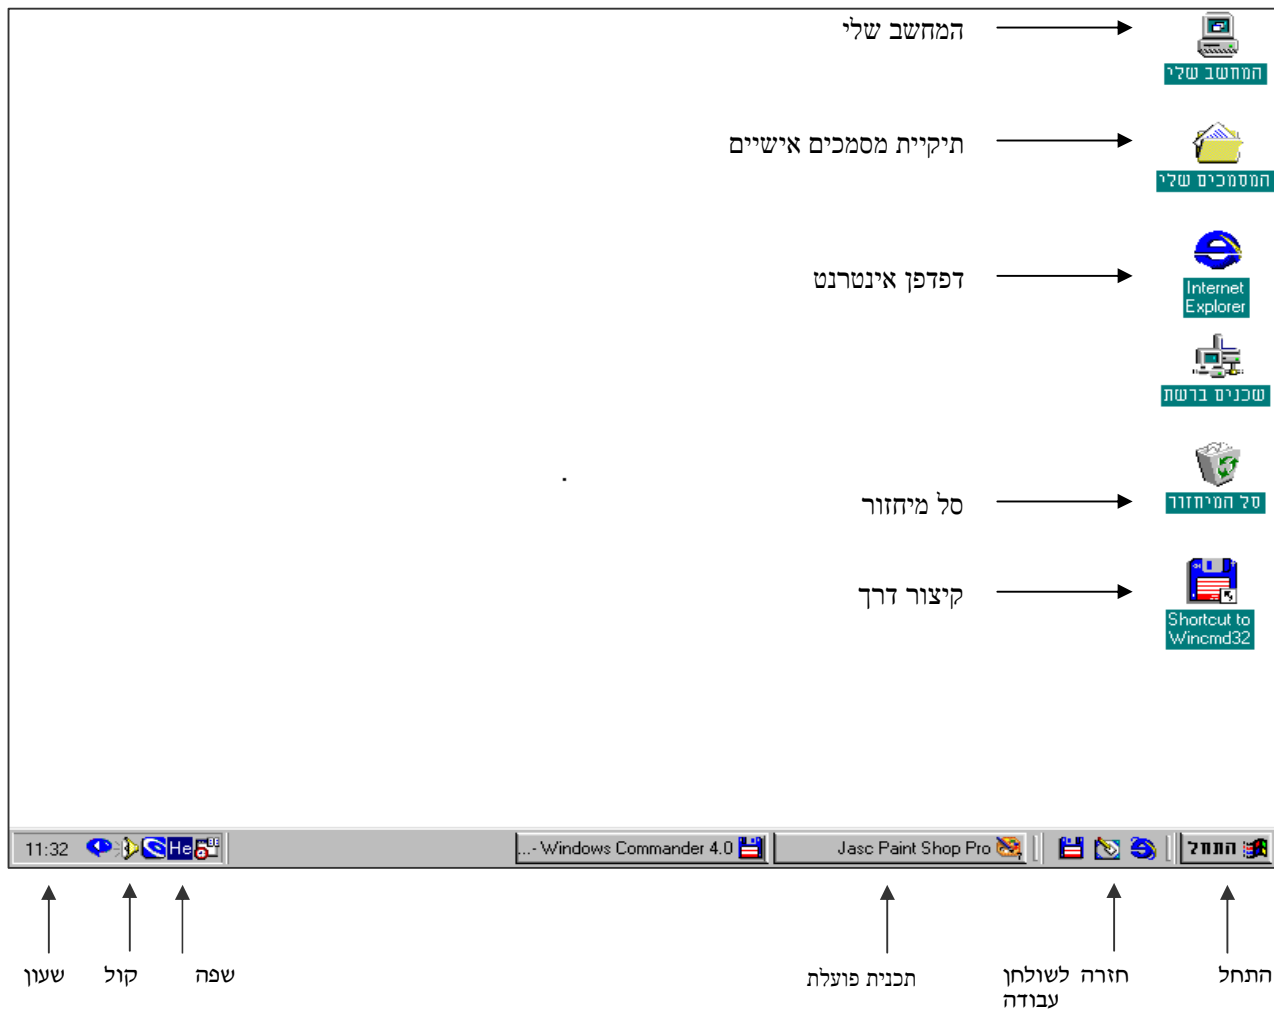 המחשב שלי
המחשב שלי
תיקיית מסמכים אישיים
המסמכים שלי
דפדפן אינטרנט
Internet
Explorer
שכנים ברשת
סל מיחזור
סל המיחזור
קיצור דרך
Shortcut to
Wincmd32
התחל
Jasc Paint Shop Pro
...- Windows Commander 4.0
He
11:32
התחל
חזרה לשולחן
עבודה
תכנית פועלת
שפה
קול
שעון